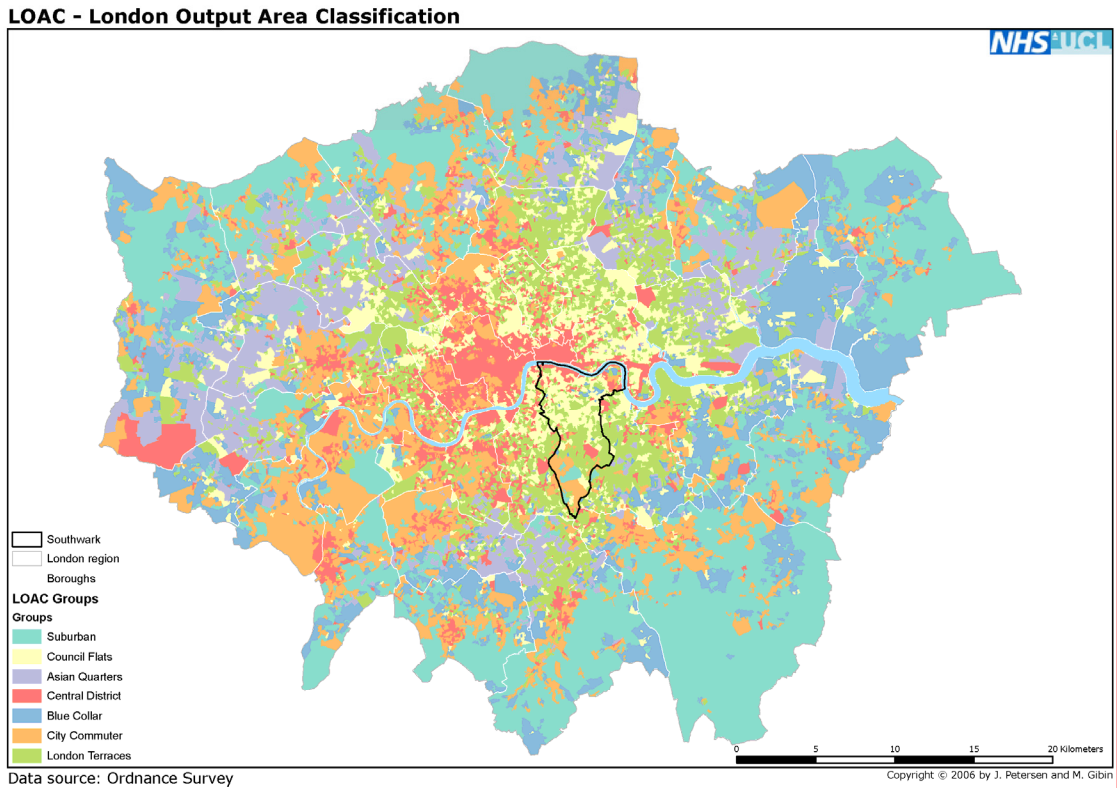 LOAC - London Output Area Classification
NHS & UCL
Southwark
London region
Boroughs
LOAC Groups
Groups
Suburban
Council Flats
Asian Quarters
Central District
Blue Collar
City Commuter
London Terraces
0 5 10 15 20 Kilometers
Data source: Ordnance Survey
Copyright © 2006 by J. Petersen and M. Gibin